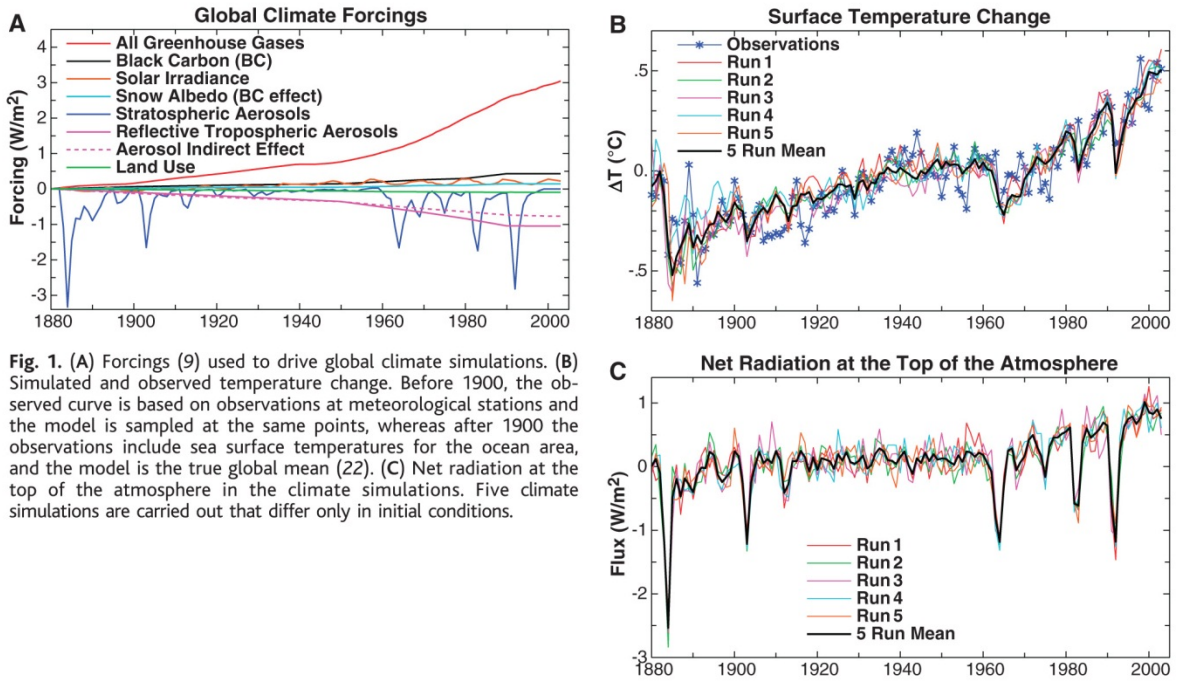 A
Global Climate Forcings
All Greenhouse Gases
Black Carbon (BC)
Solar Irradiance
Snow Albedo (BC effect)
Stratospheric Aerosols
Reflective Tropospheric Aerosols
Aerosol Indirect Effect
Land Use
Forcing (W/m²)
4
3
2
1
0
-1
-2
-3
1880 1900 1920 1940 1960 1980 2000
Fig. 1. (A) Forcings (9) used to drive global climate simulations. (B)
Simulated and observed temperature change. Before 1900, the ob-
served curve is based on observations at meteorological stations and
the model is sampled at the same points, whereas after 1900 the
observations include sea surface temperatures for the ocean area,
and the model is the true global mean (22). (C) Net radiation at the
top of the atmosphere in the climate simulations. Five climate
simulations are carried out that differ only in initial conditions.
B
Surface Temperature Change
Observations
Run 1
Run 2
Run 3
Run 4
Run 5
5 Run Mean
ΔT (°C)
.5
0.0
-.5
1880 1900 1920 1940 1960 1980 2000
C
Net Radiation at the Top of the Atmosphere
Flux (W/m²)
1
0
-1
-2
-3
Run 1
Run 2
Run 3
Run 4
Run 5
5 Run Mean
1880 1900 1920 1940 1960 1980 2000